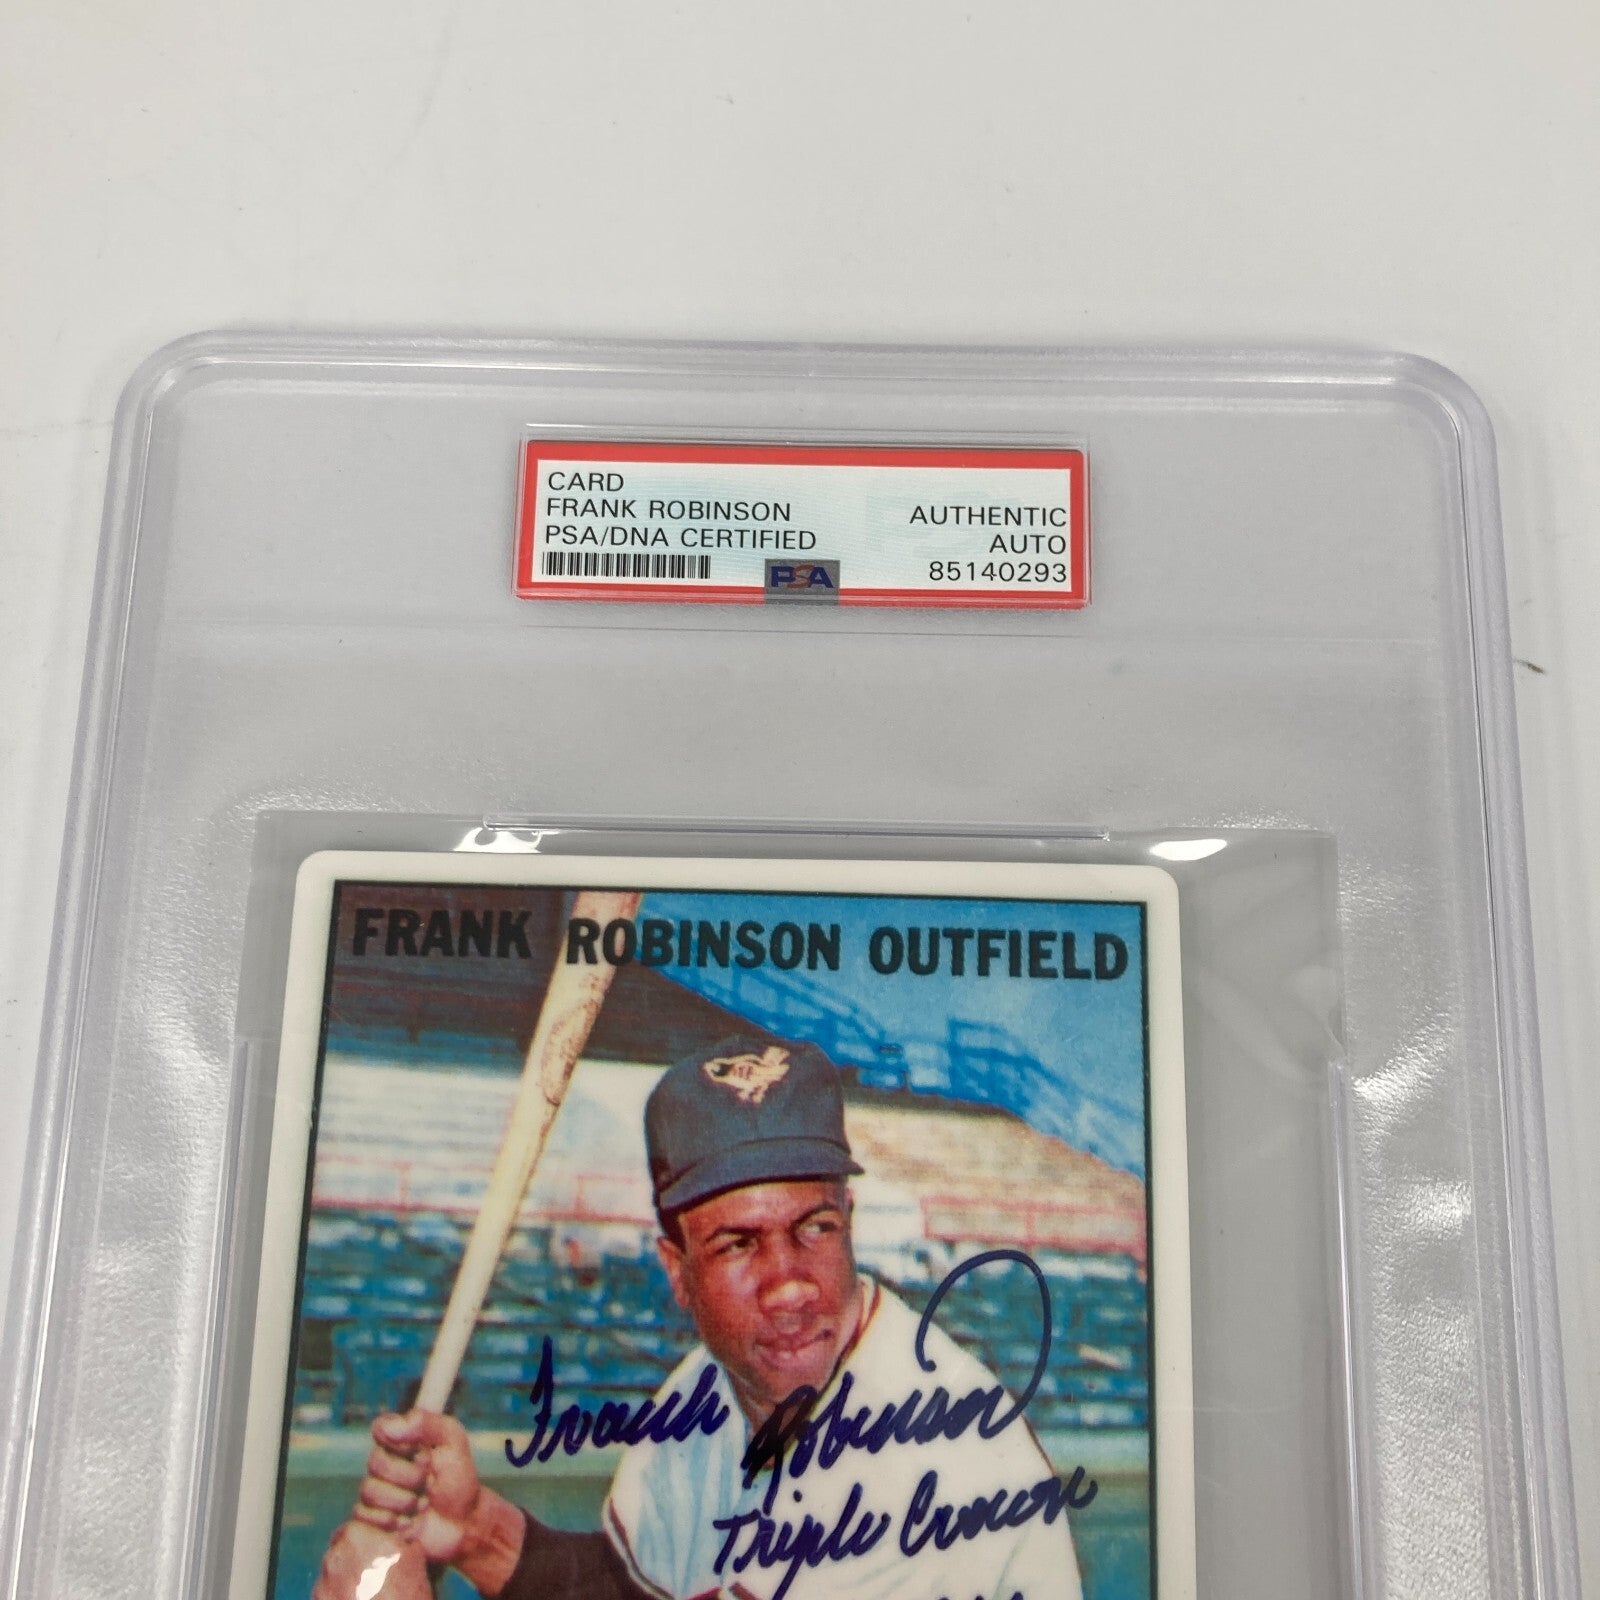 CARD
FRANK ROBINSON
PSA/DNA CERTIFIED
AUTHENTIC
AUTO
85140293
PSA
FRANK ROBINSON OUTFIELD
Frank Robinson
Triple Crown